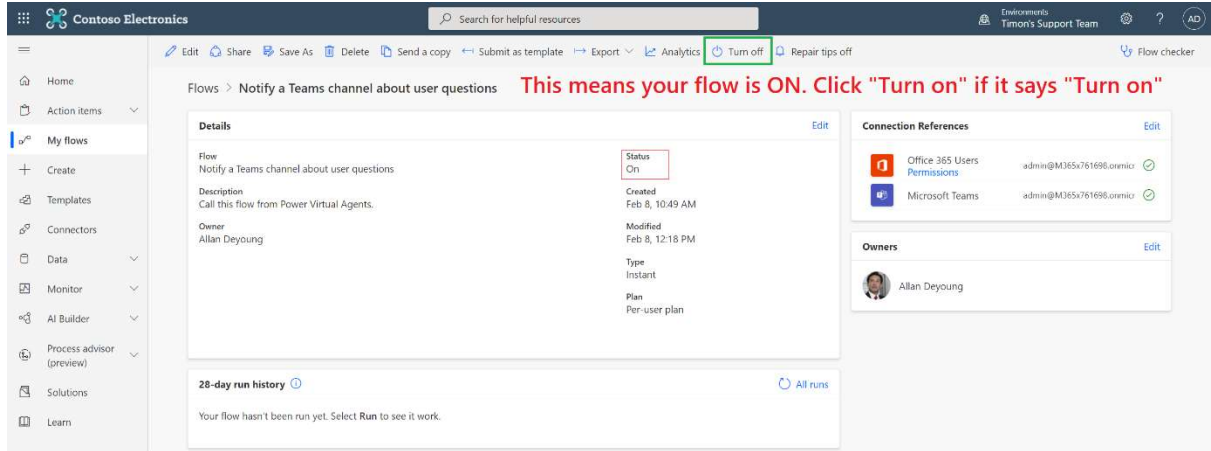 Contoso Electronics
Search for helpful resources
Environments
Timon's Support Team
?
AD
Edit Share Save As Delete Send a copy Submit as template Export Analytics Turn off Repair tips off Flow checker
Home
Action items
My flows
Create
Templates
Connectors
Data
Monitor
AI Builder
Process advisor
(preview)
Solutions
Learn
Flows > Notify a Teams channel about user questions
This means your flow is ON. Click "Turn on" if it says "Turn on"
Details Edit
Flow
Notify a Teams channel about user questions
Description
Call this flow from Power Virtual Agents.
Owner
Allan Deyoung
Status
On
Created
Feb 8, 10:49 AM
Modified
Feb 8, 12:18 PM
Type
Instant
Plan
Per-user plan
Connection References Edit
Office 365 Users
Permissions
admin@M365x761698.onmicr
Microsoft Teams
admin@M365x761698.onmicr
Owners Edit
Allan Deyoung
28-day run history All runs
Your flow hasn't been run yet. Select Run to see it work.